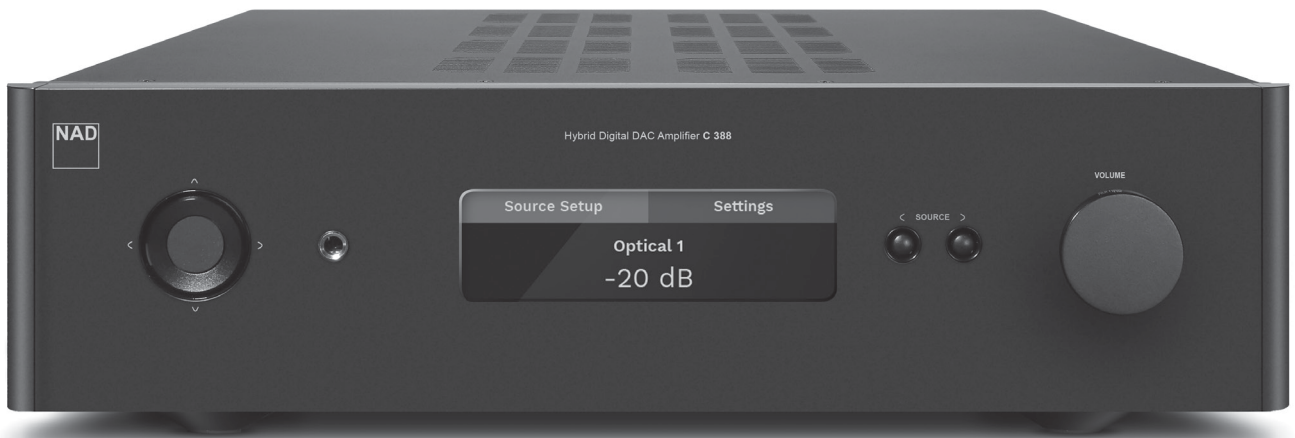 NAD
Hybrid Digital DAC Amplifier C 388
VOLUME
Source Setup Settings
< SOURCE >
Optical 1
-20 dB